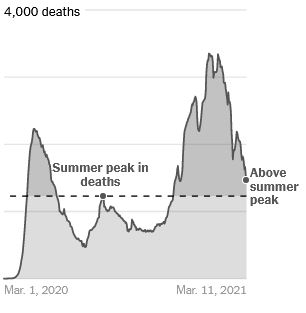 4,000 deaths
Summer peak in
deaths
Above
summer
peak
Mar. 1, 2020
Mar. 11, 2021